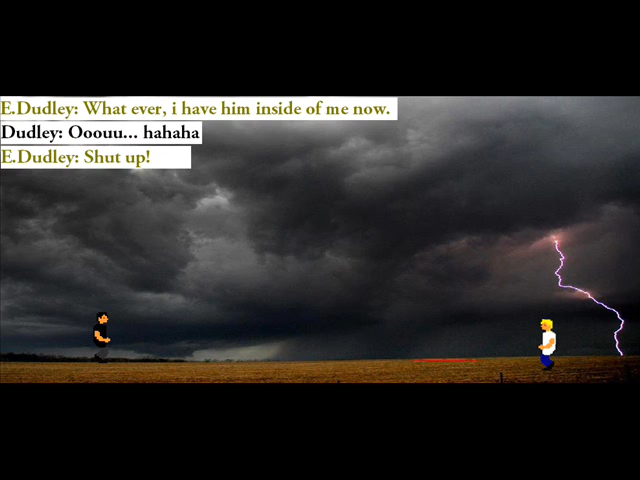 E.Dudley: What ever, i have him inside of me now.
Dudley: Ooouu... hahaha
E.Dudley: Shut up!